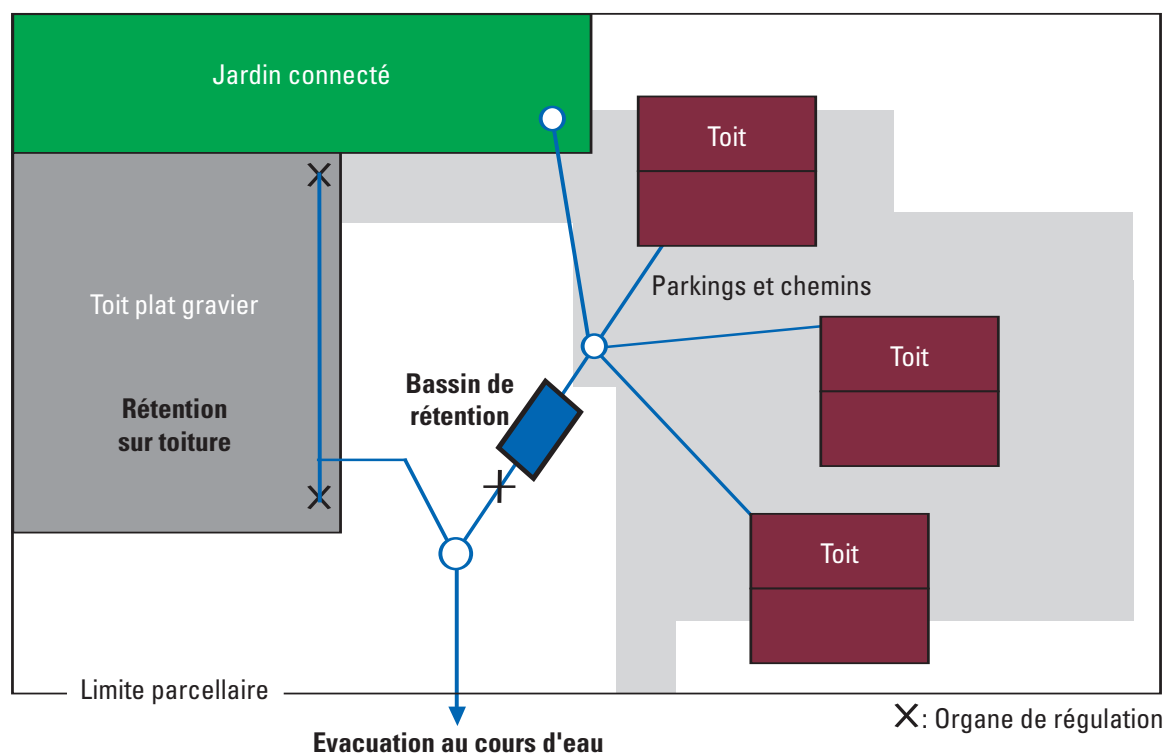 Jardin connecté
Toit
Toit plat gravier
Parkings et chemins
Rétention
sur toiture
Bassin de
rétention
Toit
Toit
Limite parcellaire
X: Organe de régulation
Evacuation au cours d'eau